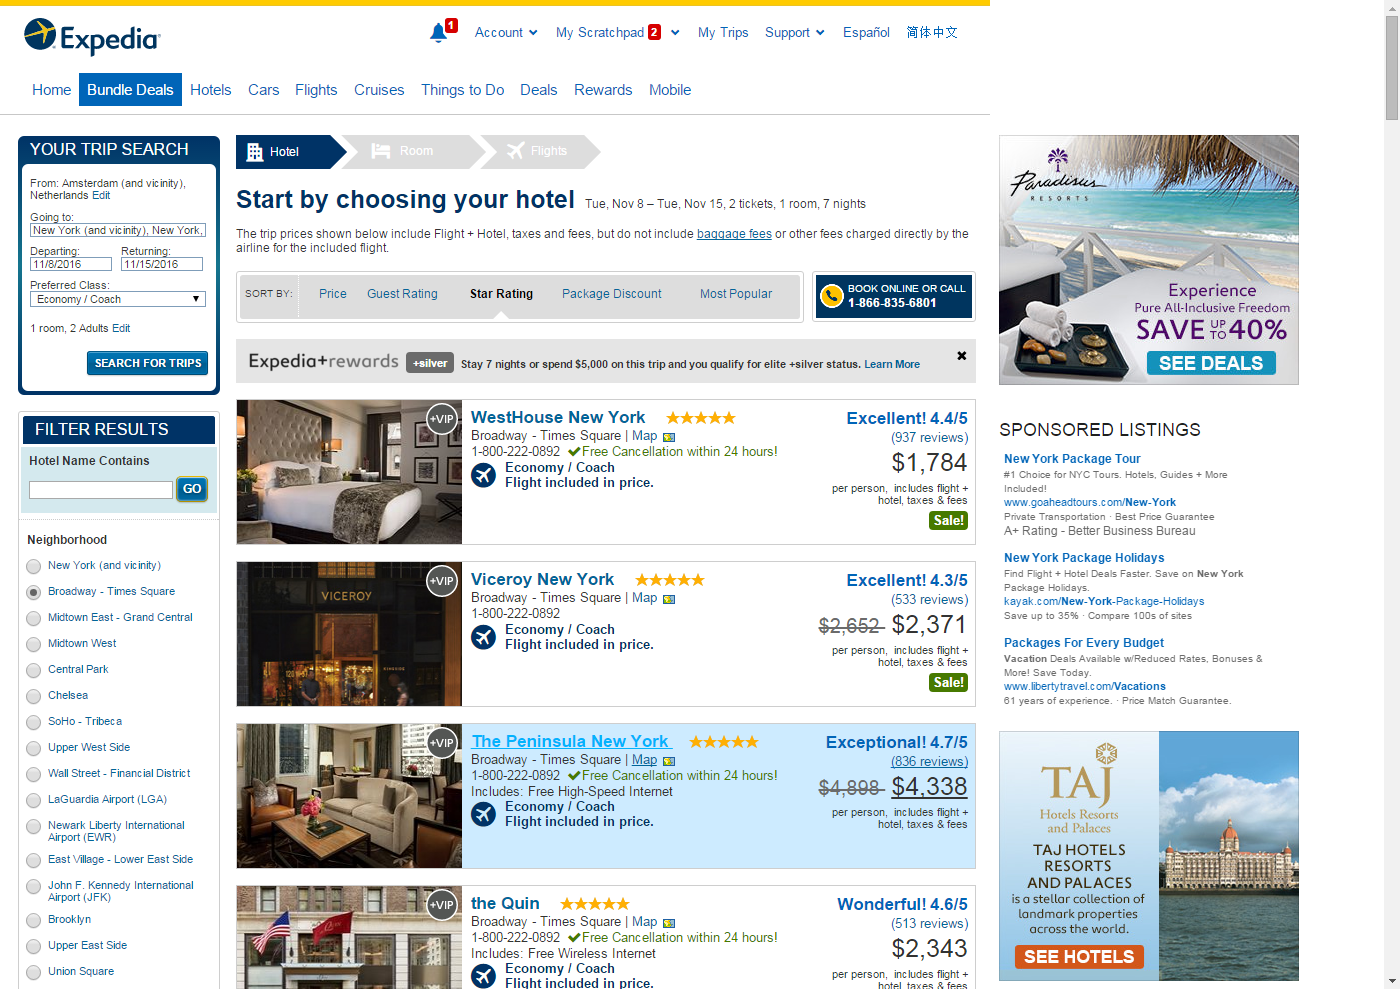 Expedia
1
Account
My Scratchpad 2
My Trips
Support
Español
简体中文
Home
Bundle Deals
Hotels
Cars
Flights
Cruises
Things to Do
Deals
Rewards
Mobile
YOUR TRIP SEARCH
From: Amsterdam (and vicinity),
Netherlands Edit
Going to:
New York (and vicinity), New York,
Departing:
Returning:
11/8/2016
11/15/2016
Preferred Class:
Economy / Coach
1 room, 2 Adults Edit
SEARCH FOR TRIPS
FILTER RESULTS
Hotel Name Contains
GO
Neighborhood
New York (and vicinity)
Broadway - Times Square
Midtown East - Grand Central
Midtown West
Central Park
Chelsea
SoHo - Tribeca
Upper West Side
Wall Street - Financial District
LaGuardia Airport (LGA)
Newark Liberty International
Airport (EWR)
East Village - Lower East Side
John F. Kennedy International
Airport (JFK)
Brooklyn
Upper East Side
Union Square
Hotel
Room
Flights
Start by choosing your hotel
Tue, Nov 8 – Tue, Nov 15, 2 tickets, 1 room, 7 nights
The trip prices shown below include Flight + Hotel, taxes and fees, but do not include baggage fees or other fees charged directly by the
airline for the included flight.
SORT BY:
Price
Guest Rating
Star Rating
Package Discount
Most Popular
BOOK ONLINE OR CALL
1-866-835-6801
Expedia+rewards
+silver
Stay 7 nights or spend $5,000 on this trip and you qualify for elite +silver status. Learn More
+VIP
WestHouse New York
Broadway - Times Square | Map
1-800-222-0892
Free Cancellation within 24 hours!
Economy / Coach
Flight included in price.
Excellent! 4.4/5
(937 reviews)
$1,784
per person, includes flight +
hotel, taxes & fees
Sale!
VICEROY
+VIP
Viceroy New York
Broadway - Times Square | Map
1-800-222-0892
Economy / Coach
Flight included in price.
Excellent! 4.3/5
(533 reviews)
$2,652 $2,371
per person, includes flight +
hotel, taxes & fees
Sale!
+VIP
The Peninsula New York
Broadway - Times Square | Map
1-800-222-0892
Free Cancellation within 24 hours!
Includes: Free High-Speed Internet
Economy / Coach
Flight included in price.
Exceptional! 4.7/5
(836 reviews)
$4,898 $4,338
per person, includes flight +
hotel, taxes & fees
+VIP
the Quin
Broadway - Times Square | Map
1-800-222-0892
Free Cancellation within 24 hours!
Includes: Free Wireless Internet
Economy / Coach
Flight included in price.
Wonderful! 4.6/5
(513 reviews)
$2,343
per person, includes flight +
hotel, taxes & fees
Paradisus
RESORTS
Experience
Pure All-Inclusive Freedom
SAVE UP TO 40%
SEE DEALS
SPONSORED LISTINGS
New York Package Tour
#1 Choice for NYC Tours. Hotels, Guides + More
Included!
www.goaheadtours.com/New-York
Private Transportation · Best Price Guarantee
A+ Rating - Better Business Bureau
New York Package Holidays
Find Flight + Hotel Deals Faster. Save on New York
Package Holidays.
kayak.com/New-York-Package-Holidays
Save up to 35% · Compare 100s of sites
Packages For Every Budget
Vacation Deals Available w/Reduced Rates, Bonuses &
More! Save Today.
www.libertytravel.com/Vacations
61 years of experience. · Price Match Guarantee.
TAJ
Hotels Resorts
and Palaces
TAJ HOTELS
RESORTS
AND PALACES
is a stellar collection of
landmark properties
across the world.
SEE HOTELS